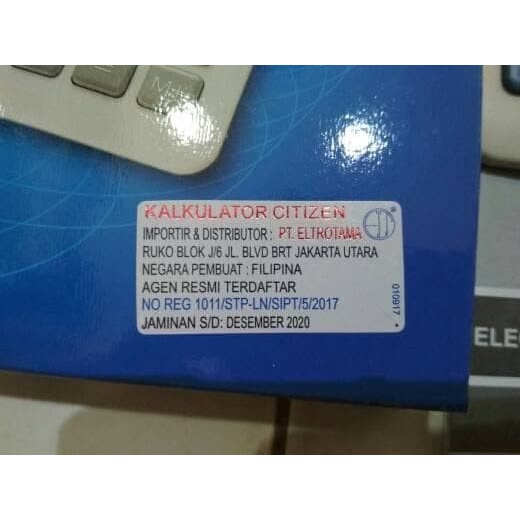 KALKULATOR CITIZEN
IMPORTIR & DISTRIBUTOR : PT. ELTROTAMA
RUKO BLOK J/6 JL. BLVD BRT JAKARTA UTARA
NEGARA PEMBUAT : FILIPINA
AGEN RESMI TERDAFTAR
NO REG 1011/STP-LN/SIPT/5/2017
JAMINAN S/D: DESEMBER 2020
010917
ELEC